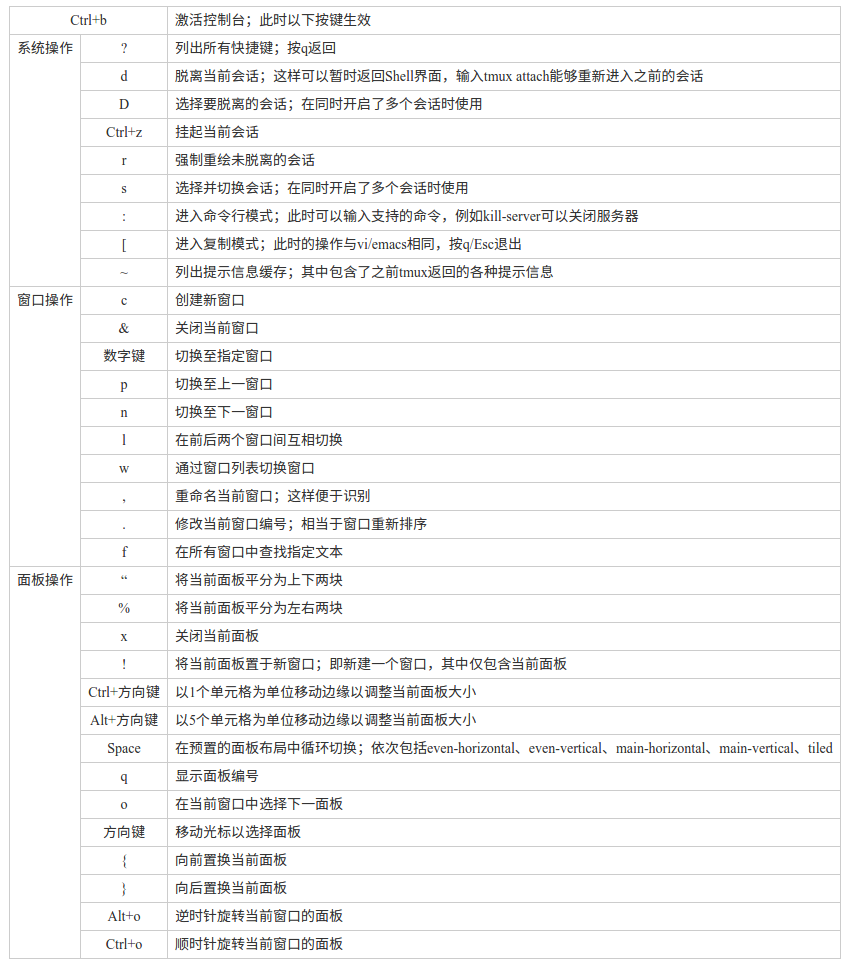 Ctrl+b 激活控制台；此时以下按键生效
系统操作 ? 列出所有快捷键；按q返回
d 脱离当前会话；这样可以暂时返回Shell界面，输入tmux attach能够重新进入之前的会话
D 选择要脱离的会话；在同时开启了多个会话时使用
Ctrl+z 挂起当前会话
r 强制重绘未脱离的会话
s 选择并切换会话；在同时开启了多个会话时使用
: 进入命令行模式；此时可以输入支持的命令，例如kill-server可以关闭服务器
[ 进入复制模式；此时的操作与vi/emacs相同，按q/Esc退出
~ 列出提示信息缓存；其中包含了之前tmux返回的各种提示信息
窗口操作 c 创建新窗口
& 关闭当前窗口
数字键 切换至指定窗口
p 切换至上一窗口
n 切换至下一窗口
l 在前后两个窗口间互相切换
w 通过窗口列表切换窗口
, 重命名当前窗口；这样便于识别
. 修改当前窗口编号；相当于窗口重新排序
f 在所有窗口中查找指定文本
面板操作 “ 将当前面板平分为上下两块
% 将当前面板平分为左右两块
x 关闭当前面板
! 将当前面板置于新窗口；即新建一个窗口，其中仅包含当前面板
Ctrl+方向键 以1个单元格为单位移动边缘以调整当前面板大小
Alt+方向键 以5个单元格为单位移动边缘以调整当前面板大小
Space 在预置的面板布局中循环切换；依次包括even-horizontal、even-vertical、main-horizontal、main-vertical、tiled
q 显示面板编号
o 在当前窗口中选择下一面板
方向键 移动光标以选择面板
{ 向前置换当前面板
} 向后置换当前面板
Alt+o 逆时针旋转当前窗口的面板
Ctrl+o 顺时针旋转当前窗口的面板